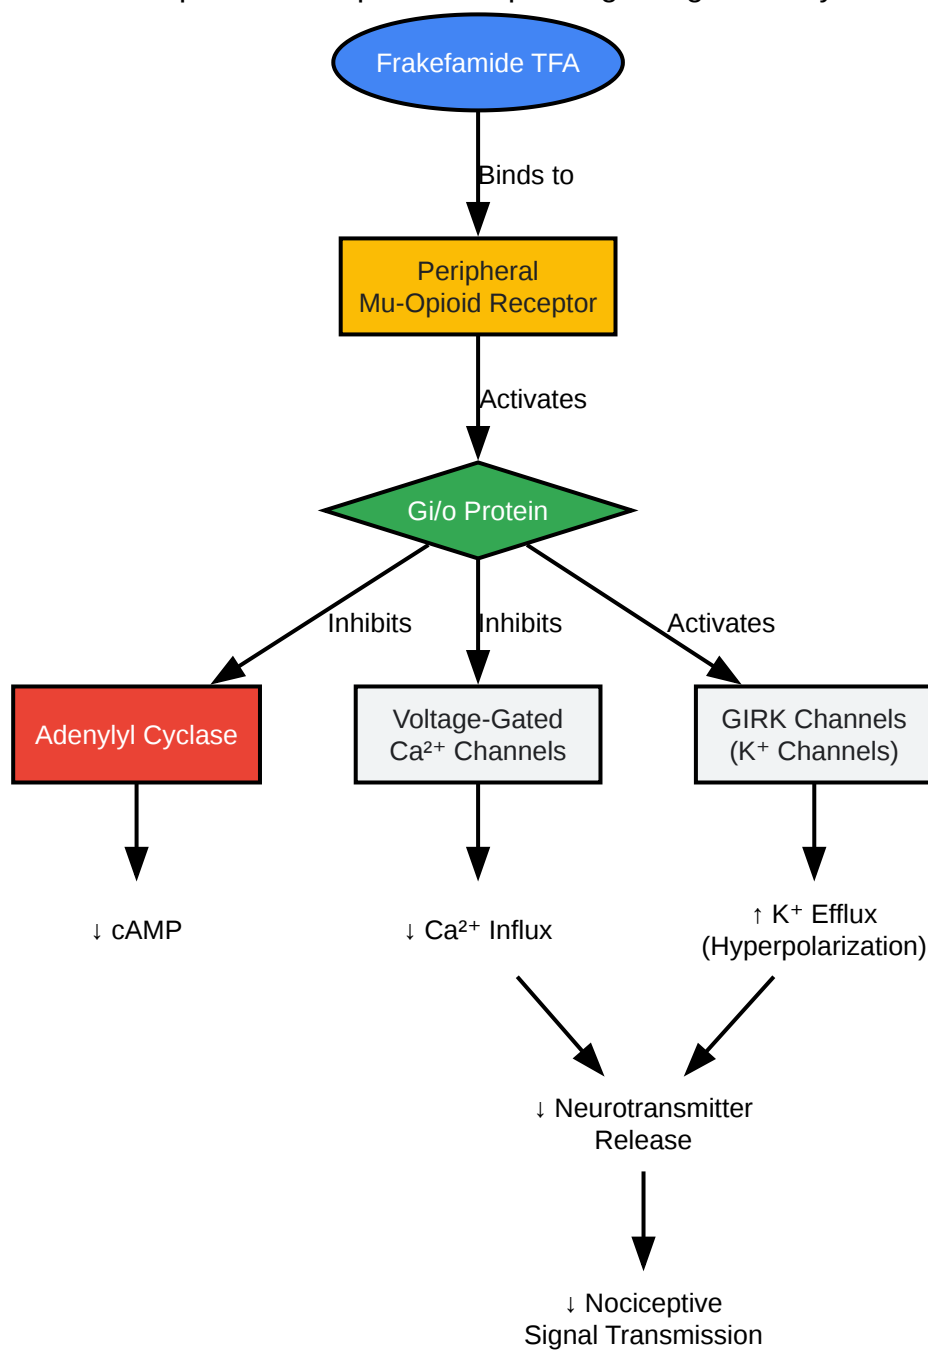 Frakefamide TFA
Binds to
Peripheral
Mu-Opioid Receptor
Activates
Gi/o Protein
Inhibits
Inhibits
Activates
Adenylyl Cyclase
Voltage-Gated
Ca²⁺ Channels
GIRK Channels
(K⁺ Channels)
↓ cAMP
↓ Ca²⁺ Influx
↑ K⁺ Efflux
(Hyperpolarization)
↓ Neurotransmitter
Release
↓ Nociceptive
Signal Transmission